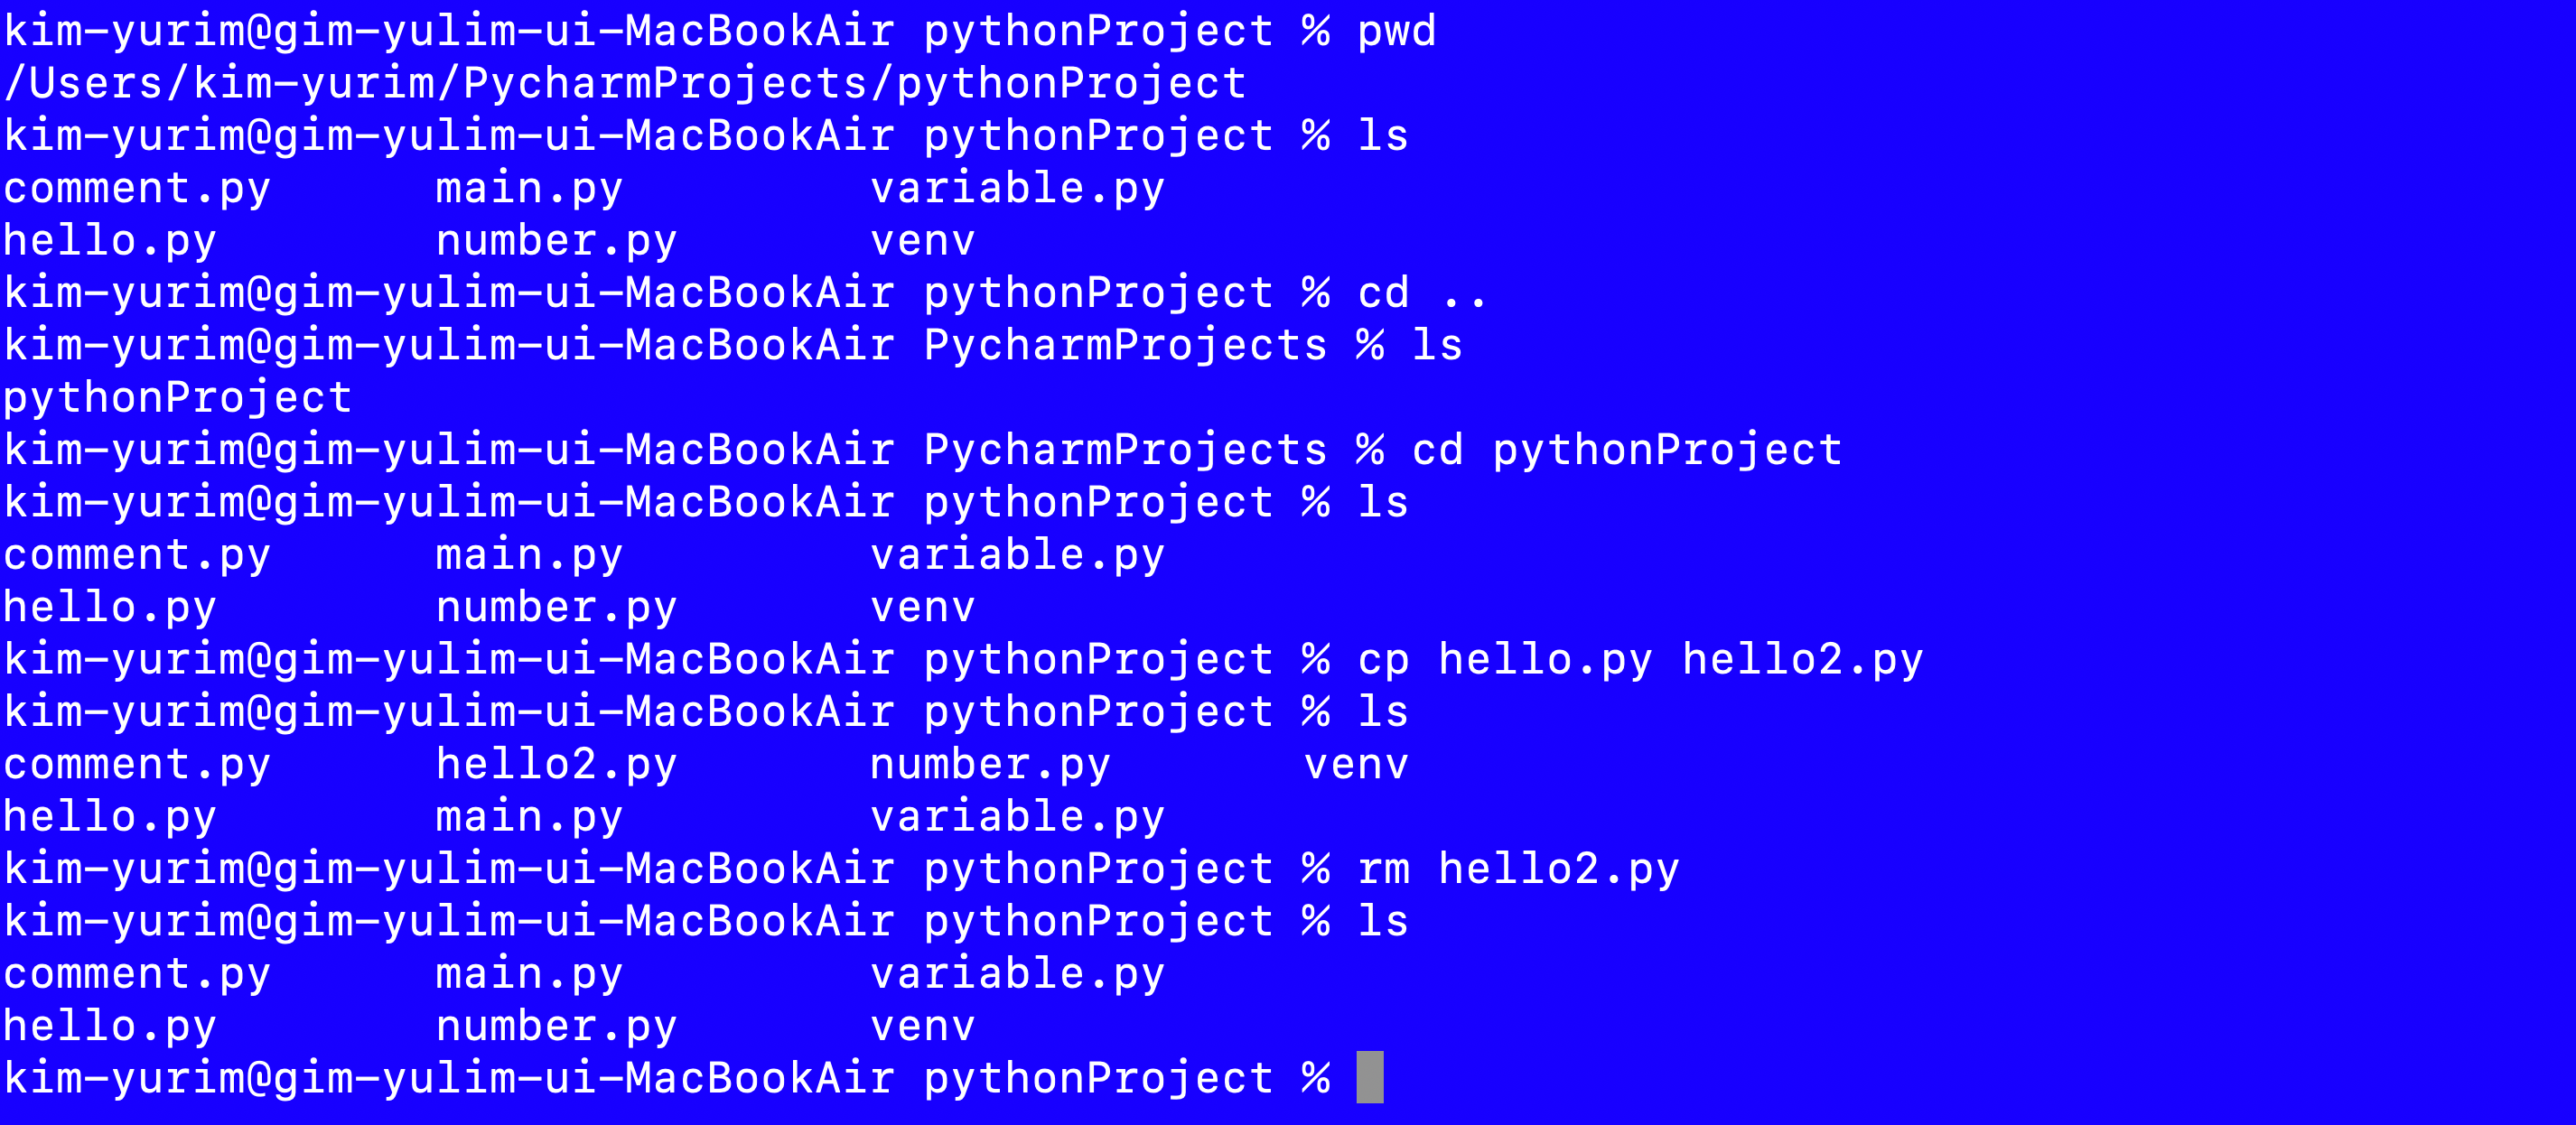 kim-yurim@gim-yulim-ui-MacBookAir pythonProject % pwd
/Users/kim-yurim/PycharmProjects/pythonProject
kim-yurim@gim-yulim-ui-MacBookAir pythonProject % ls
comment.py      main.py         variable.py
hello.py        number.py       venv
kim-yurim@gim-yulim-ui-MacBookAir pythonProject % cd ..
kim-yurim@gim-yulim-ui-MacBookAir PycharmProjects % ls
pythonProject
kim-yurim@gim-yulim-ui-MacBookAir PycharmProjects % cd pythonProject
kim-yurim@gim-yulim-ui-MacBookAir pythonProject % ls
comment.py      main.py         variable.py
hello.py        number.py       venv
kim-yurim@gim-yulim-ui-MacBookAir pythonProject % cp hello.py hello2.py
kim-yurim@gim-yulim-ui-MacBookAir pythonProject % ls
comment.py      hello2.py       number.py       venv
hello.py        main.py         variable.py
kim-yurim@gim-yulim-ui-MacBookAir pythonProject % rm hello2.py
kim-yurim@gim-yulim-ui-MacBookAir pythonProject % ls
comment.py      main.py         variable.py
hello.py        number.py       venv
kim-yurim@gim-yulim-ui-MacBookAir pythonProject %